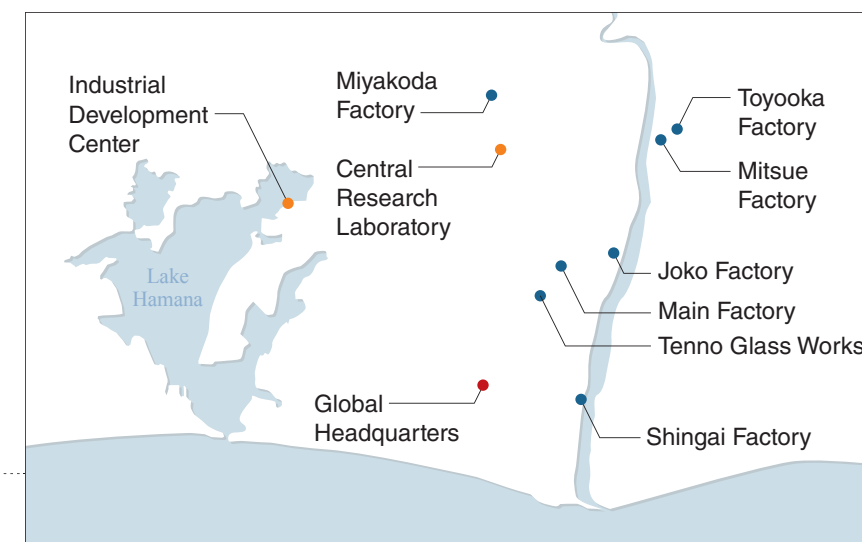 Industrial
Development
Center
Miyakoda
Factory
Central
Research
Laboratory
Toyooka
Factory
Mitsue
Factory
Lake
Hamana
Joko Factory
Main Factory
Tenno Glass Works
Global
Headquarters
Shingai Factory